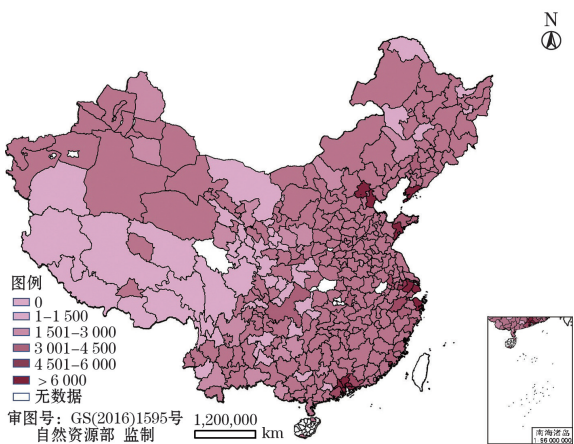 N
图例
0
1–1 500
1 501–3 000
3 001–4 500
4 501–6 000
>6 000
无数据
审图号：GS(2016)1595号
自然资源部 监制
1,200,000
km
南海诸岛
1:96 000 000